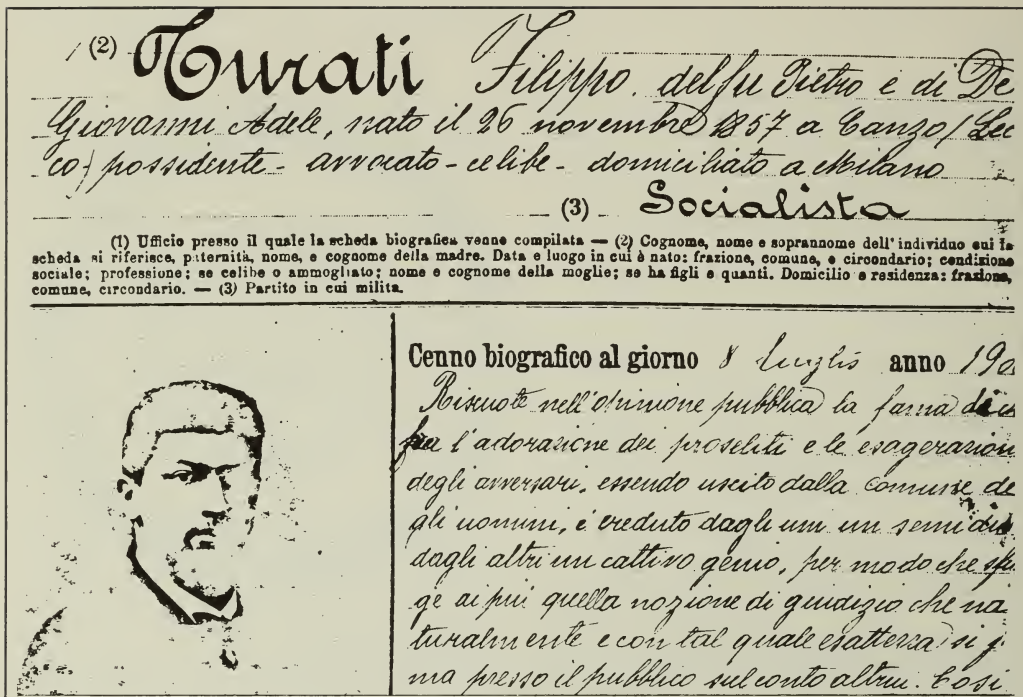 (2) Turati Filippo. del fu Pietro e di De
Giovanni Adele, nato il 26 novembre 1857 a Canzo (Lec
co) possidente - avvocato - celibe - domiciliato a Milano
(3) Socialista
(1) Ufficio presso il quale la scheda biografica venne compilata — (2) Cognome, nome e soprannome dell' individuo cui la
scheda si riferisce, paternità, nome, e cognome della madre. Data e luogo in cui è nato: frazione, comune, e circondario; condizione
sociale; professione; se celibe o ammogliato; nome e cognome della moglie; se ha figli e quanti. Domicilio e residenza: frazione,
comune, circondario. — (3) Partito in cui milita.
Cenno biografico al giorno 8 luglio anno 190
Riscuote nell'opinione pubblica la fama di
fra l'adorazione dei proseliti e le esagerazion
degli avversari, essendo uscito dalla comune de
gli uomini, è creduto dagli uni un semidio
dagli altri un cattivo genio, per modo che sfu
ge ai più quella nozione di giudizio che na
turalmente e con tal quale esattezza si
ma presso il pubblico sul conto altrui. Così